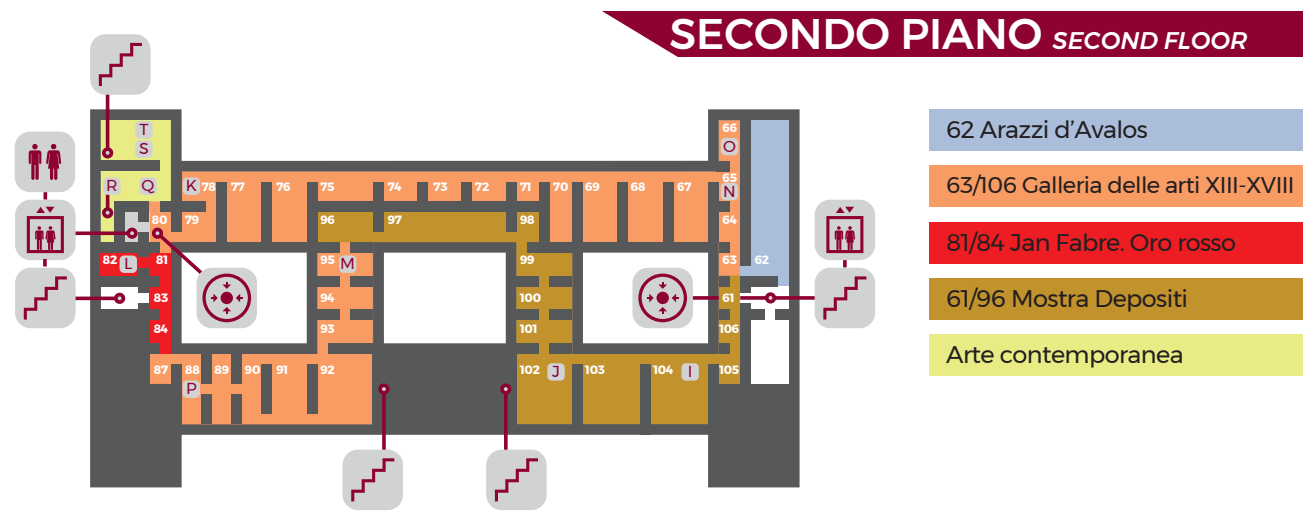 SECONDO PIANO SECOND FLOOR
62 Arazzi d’Avalos
63/106 Galleria delle arti XIII-XVIII
81/84 Jan Fabre. Oro rosso
61/96 Mostra Depositi
Arte contemporanea
T
S
R Q K 78 77 76 75 74 73 72 71 70 69 68 67
66
O
65
N
80 79 96 97 98 64
82 L 81 95 M 99 63 62
83 94 100 61
84 93 101 106
87 88 89 90 91 92 102 J 103 104 I 105
P